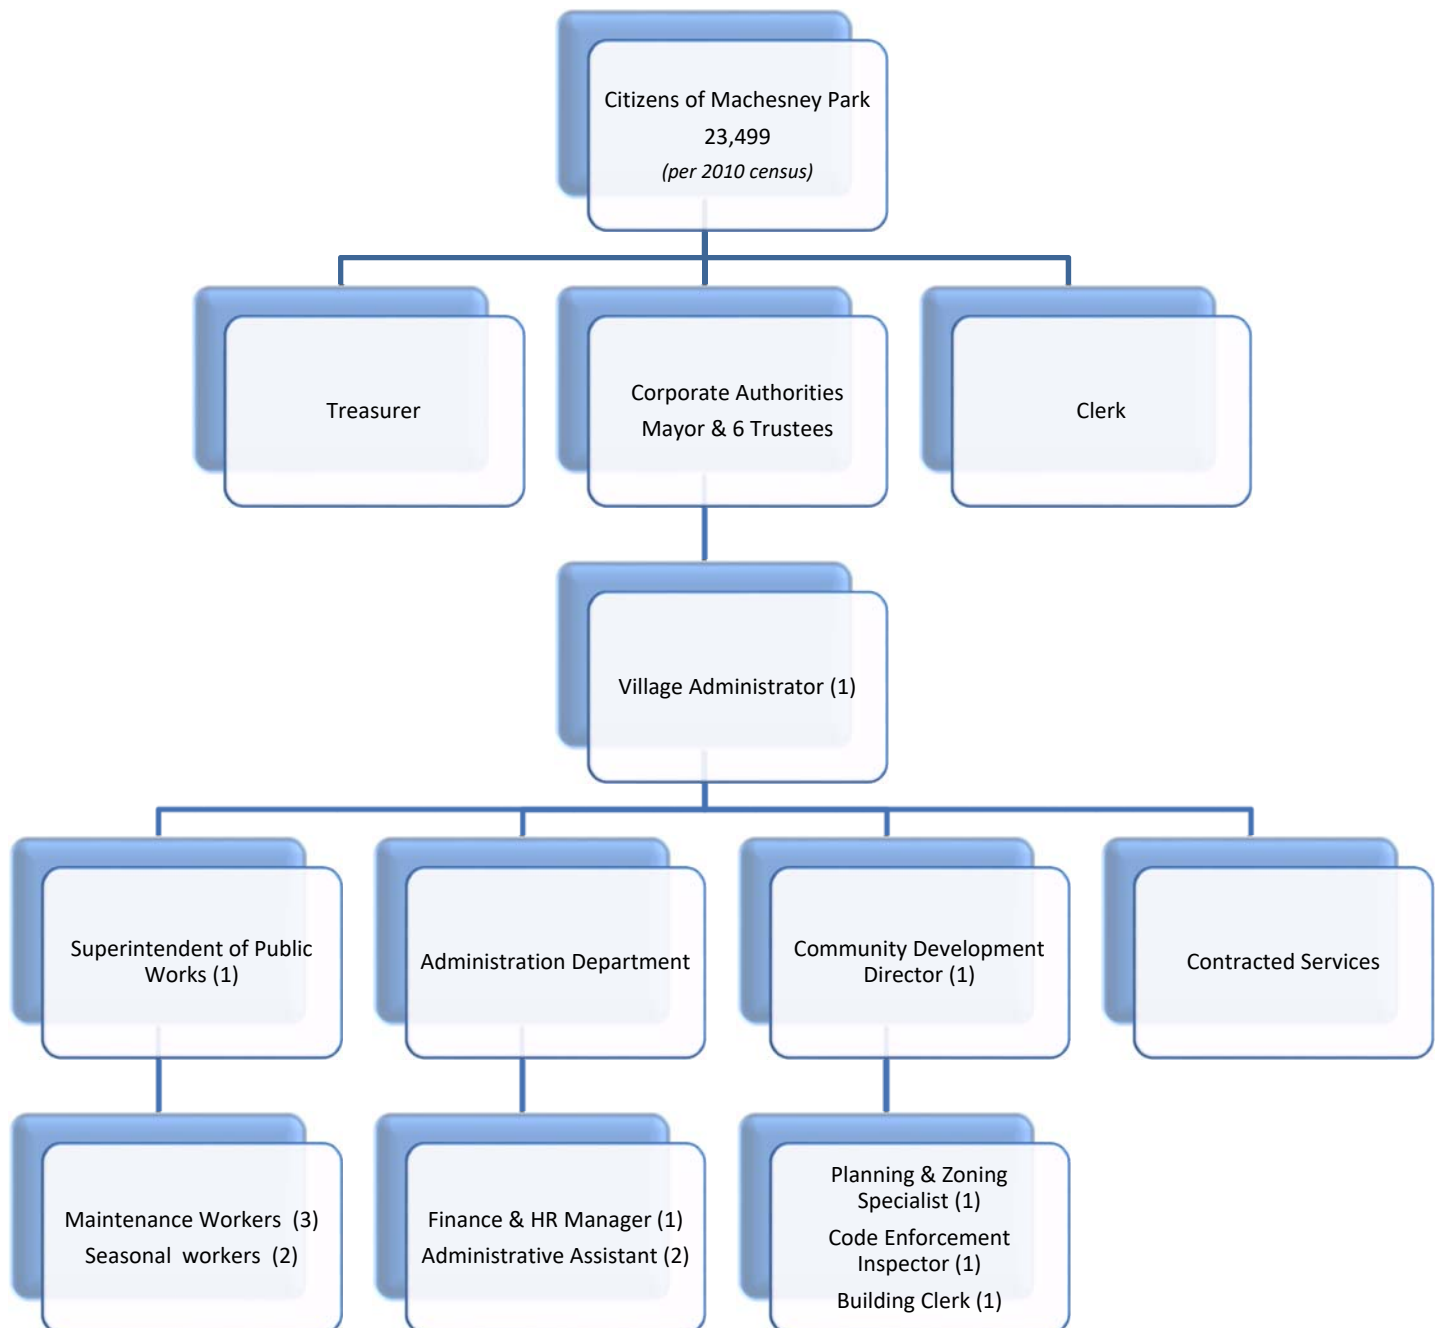 Citizens of Machesney Park
23,499
(per 2010 census)
Treasurer
Corporate Authorities
Mayor & 6 Trustees
Clerk
Village Administrator (1)
Superintendent of Public
Works (1)
Administration Department
Community Development
Director (1)
Contracted Services
Maintenance Workers  (3)
Seasonal  workers  (2)
Finance & HR Manager (1)
Administrative Assistant (2)
Planning & Zoning
Specialist (1)
Code Enforcement
Inspector (1)
Building Clerk (1)